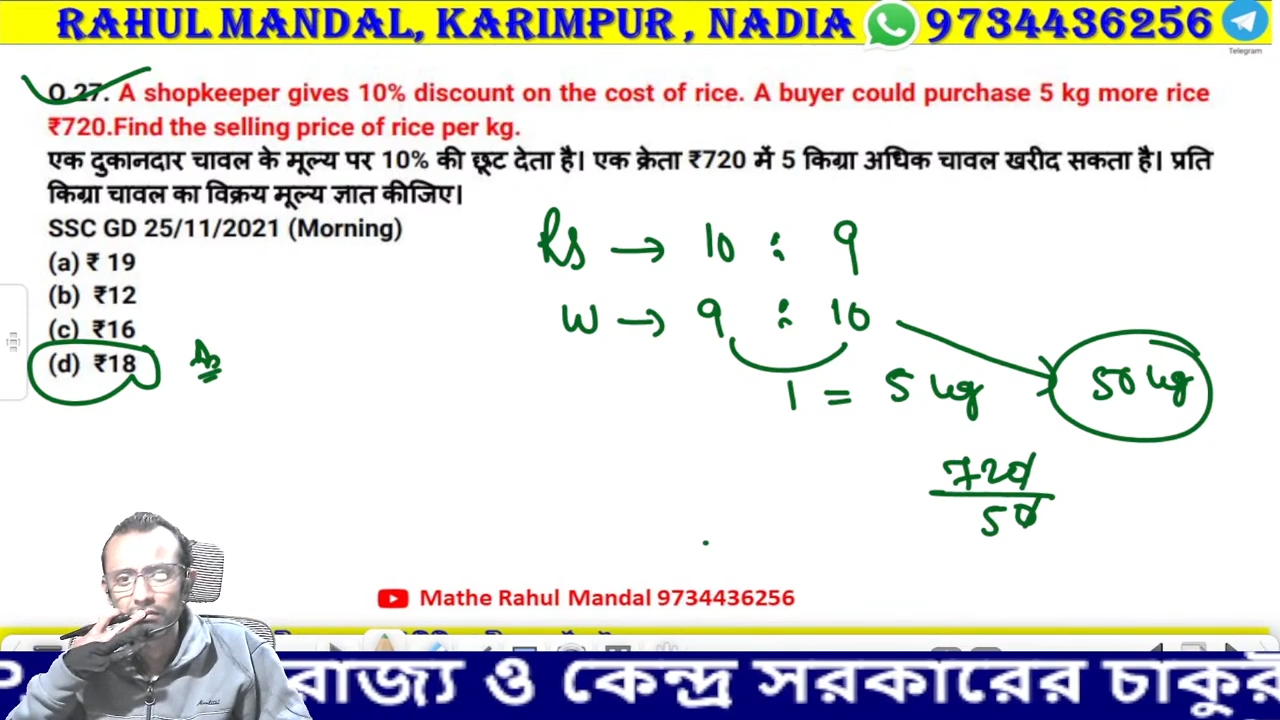 RAHUL MANDAL, KARIMPUR , NADIA 9734436256
Telegram
Q.27. A shopkeeper gives 10% discount on the cost of rice. A buyer could purchase 5 kg more rice
₹720.Find the selling price of rice per kg.
एक दुकानदार चावल के मूल्य पर 10% की छूट देता है। एक क्रेता ₹720 में 5 किग्रा अधिक चावल खरीद सकता है। प्रति
किग्रा चावल का विक्रय मूल्य ज्ञात कीजिए।
SSC GD 25/11/2021 (Morning)
(a) ₹ 19
(b) ₹12
(c) ₹16
(d) ₹18
Rs → 10 : 9
W → 9 : 10
1 = 5 kg
50 kg
720
50
Mathe Rahul Mandal 9734436256
রাজ্য ও কেন্দ্র সরকারের চাকু